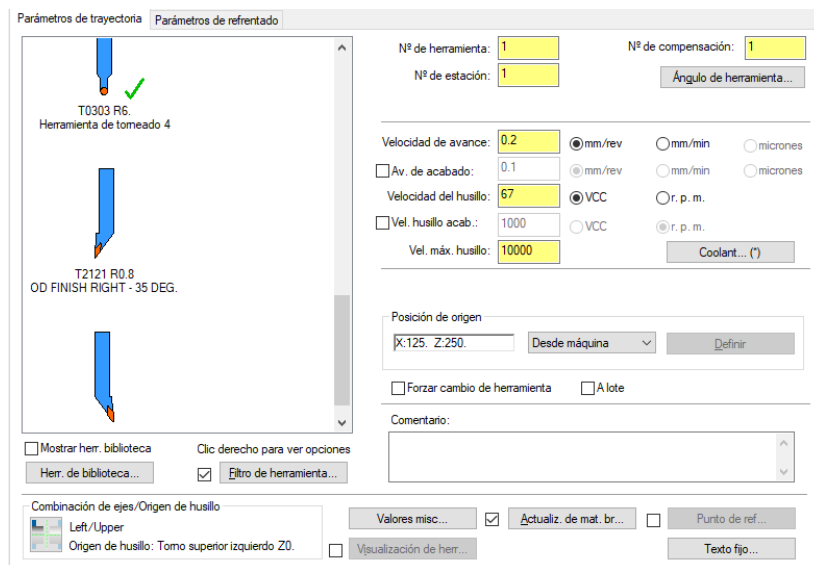 Parámetros de trayectoria Parámetros de refrentado
T0303 R6.
Herramienta de torneado 4
T2121 R0.8
OD FINISH RIGHT - 35 DEG.
Mostrar herr. biblioteca Clic derecho para ver opciones
Herr. de biblioteca... Filtro de herramienta...
Nº de herramienta: 1 Nº de compensación: 1
Nº de estación: 1 Ángulo de herramienta...
Velocidad de avance: 0.2 mm/rev mm/min micrones
Av. de acabado: 0.1 mm/rev mm/min micrones
Velocidad del husillo: 67 VCC r. p. m.
Vel. husillo acab.: 1000 VCC r. p. m.
Vel. máx. husillo: 10000 Coolant... (*)
Posición de origen
X:125. Z:250. Desde máquina Definir
Forzar cambio de herramienta A lote
Comentario:
Combinación de ejes/Origen de husillo
Left/Upper
Origen de husillo: Torno superior izquierdo Z0.
Valores misc... Actualiz. de mat. br... Punto de ref...
Visualización de herr... Texto fijo...